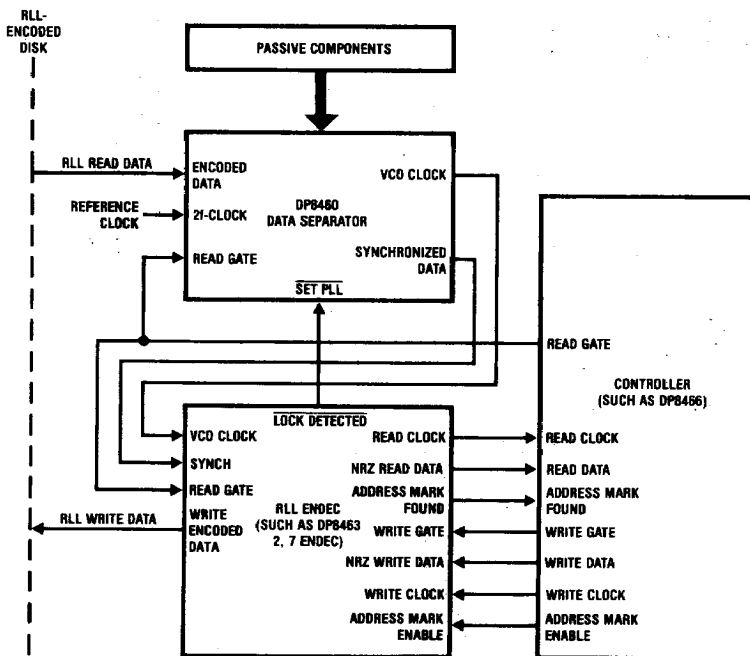 RLL-
ENCODED
DISK
PASSIVE COMPONENTS
RLL READ DATA
ENCODED
DATA
VCO CLOCK
REFERENCE
CLOCK
2f-CLOCK
DP8460
DATA SEPARATOR
READ GATE
SYNCHRONIZED
DATA
SET PLL
READ GATE
CONTROLLER
(SUCH AS DP8466)
LOCK DETECTED
VCO CLOCK
READ CLOCK
READ CLOCK
SYNCH
NRZ READ DATA
READ DATA
READ GATE
RLL ENDEC
(SUCH AS DP8463
2, 7 ENDEC)
ADDRESS MARK
FOUND
ADDRESS MARK
FOUND
RLL WRITE DATA
WRITE
ENCODED
DATA
WRITE GATE
WRITE GATE
NRZ WRITE DATA
WRITE DATA
WRITE CLOCK
WRITE CLOCK
ADDRESS MARK
ENABLE
ADDRESS MARK
ENABLE